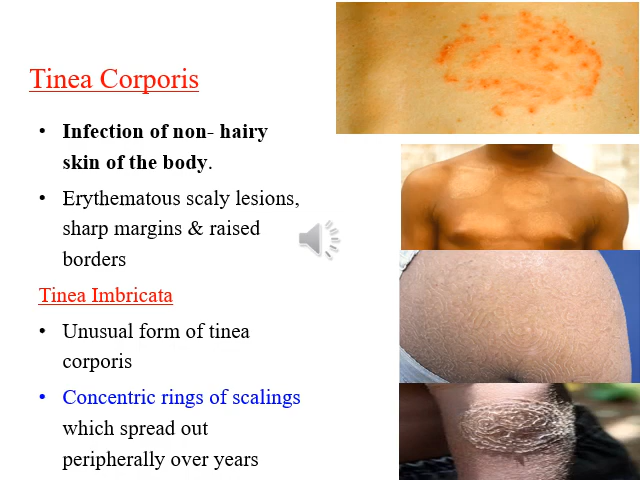 Tinea Corporis
• Infection of non- hairy
skin of the body.
• Erythematous scaly lesions,
sharp margins & raised
borders
Tinea Imbricata
• Unusual form of tinea
corporis
• Concentric rings of scalings
which spread out
peripherally over years